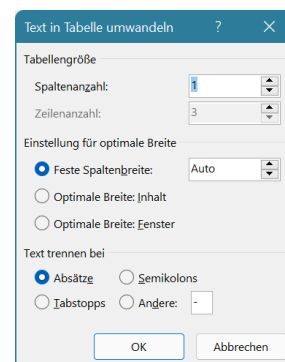 Text in Tabelle umwandeln ? ×
Tabellengröße
Spaltenanzahl: 1
Zeilenanzahl: 3
Einstellung für optimale Breite
Feste Spaltenbreite: Auto
Optimale Breite: Inhalt
Optimale Breite: Fenster
Text trennen bei
Absätze Semikolons
Tabstopps Andere: -
OK Abbrechen